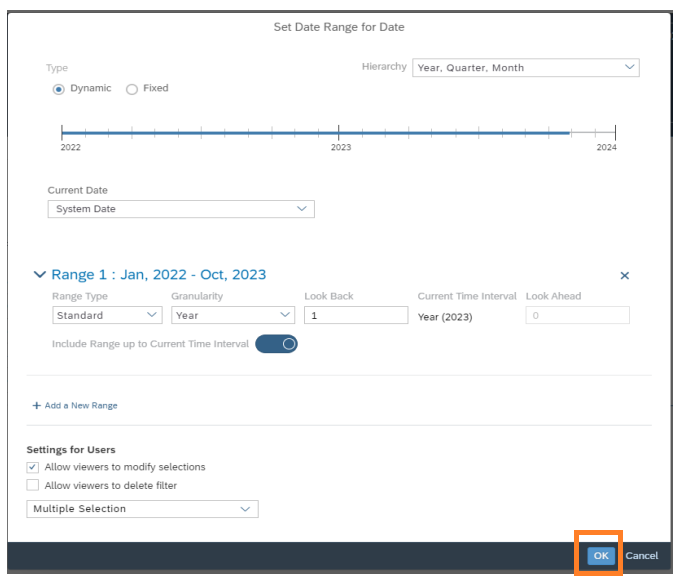 Set Date Range for Date
Type
Hierarchy Year, Quarter, Month
Dynamic Fixed
2022 2023 2024
Current Date
System Date
Range 1 : Jan, 2022 - Oct, 2023
Range Type Granularity Look Back Current Time Interval Look Ahead
Standard Year 1 Year (2023) 0
Include Range up to Current Time Interval
+ Add a New Range
Settings for Users
Allow viewers to modify selections
Allow viewers to delete filter
Multiple Selection
OK Cancel